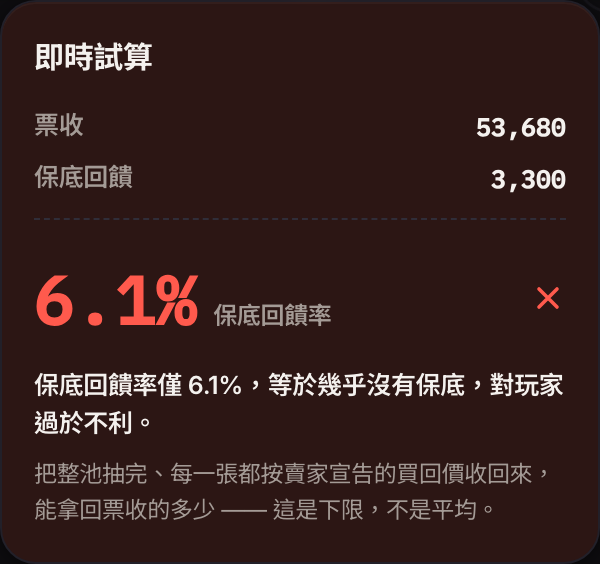 即時試算
票收 53,680
保底回饋 3,300
6.1% 保底回饋率 ×
保底回饋率僅 6.1%，等於幾乎沒有保底，對玩家
過於不利。
把整池抽完、每一張都按賣家宣告的買回價收回來，
能拿回票收的多少 —— 這是下限，不是平均。